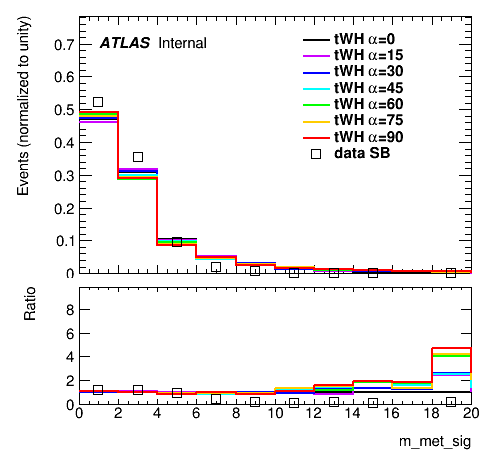 ATLAS Internal
tWH α=0
tWH α=15
tWH α=30
tWH α=45
tWH α=60
tWH α=75
tWH α=90
data SB
Events (normalized to unity)
0.7
0.6
0.5
0.4
0.3
0.2
0.1
0
Ratio
8
6
4
2
0
0 2 4 6 8 10 12 14 16 18 20
m_met_sig